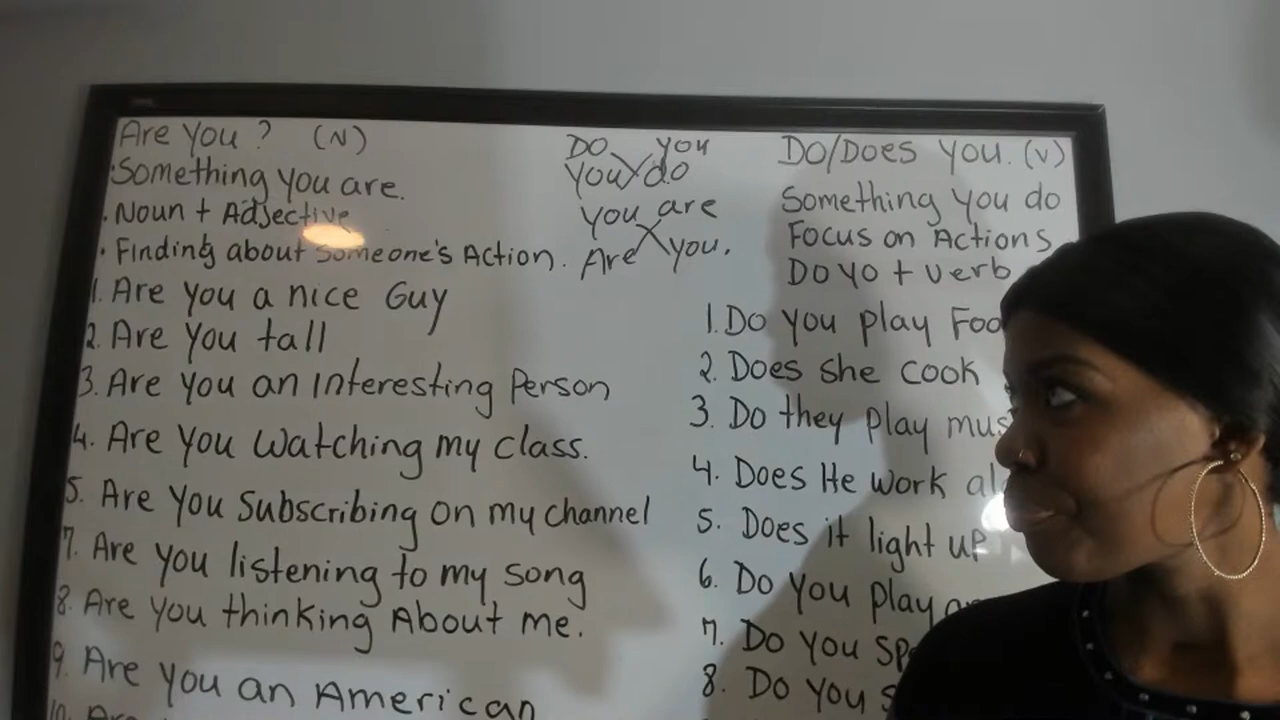 Are you ? (N)
Something you are.
. Noun + Adjective
. Finding about Someone's Action.
1. Are you a nice Guy
2. Are you tall
3. Are you an Interesting Person
4. Are you watching my class.
5. Are you Subscribing on my channel
7. Are you listening to my song
8. Are you thinking About me.
9. Are you an American
10. Are
DO you
you do
you are
Are you.
DO/Does you. (V)
Something you do
Focus on Actions
Do yo + verb
1. Do you play
2. Does she cook
3. Do they play
4. Does He work
5. Does it light up
6. Do you play
7. Do you
8. Do you